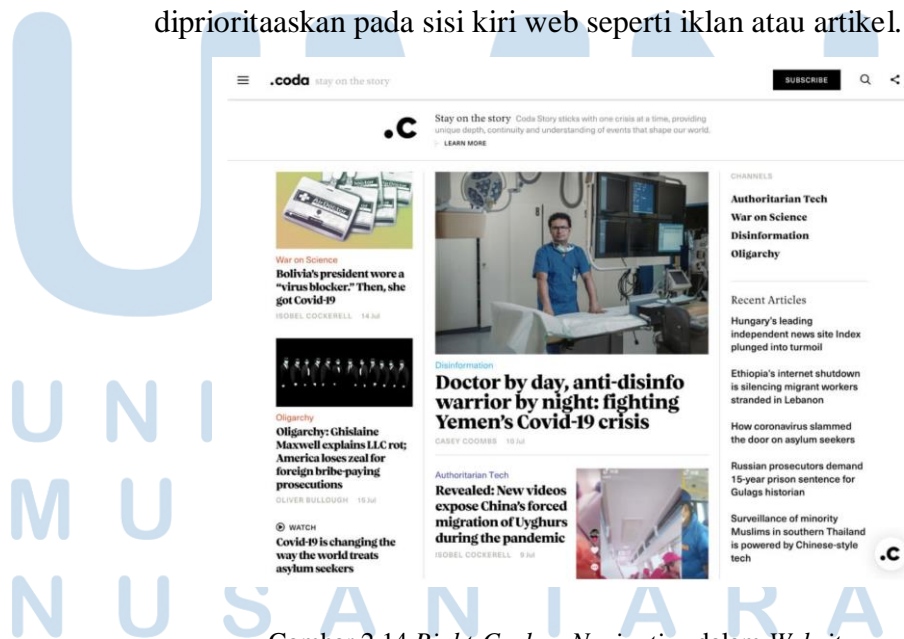 diprioritaaskan pada sisi kiri web seperti iklan atau artikel.
.coda stay on the story
SUBSCRIBE
.c
Stay on the story Coda Story sticks with one crisis at a time, providing
unique depth, continuity and understanding of events that shape our world.
LEARN MORE
War on Science
Bolivia's president wore a
"virus blocker." Then, she
got Covid-19
ISOBEL COCKERELL 14 Jul
Oligarchy
Oligarchy: Ghislaine
Maxwell explains LLC rot;
America loses zeal for
foreign bribe-paying
prosecutions
OLIVER BULLOUGH 15 Jul
WATCH
Covid-19 is changing the
way the world treats
asylum seekers
Disinformation
Doctor by day, anti-disinfo
warrior by night: fighting
Yemen's Covid-19 crisis
CASEY COOMBS 10 Jul
Authoritarian Tech
Revealed: New videos
expose China's forced
migration of Uyghurs
during the pandemic
ISOBEL COCKERELL 9 Jul
CHANNELS
Authoritarian Tech
War on Science
Disinformation
Oligarchy
Recent Articles
Hungary's leading
independent news site Index
plunged into turmoil
Ethiopia's internet shutdown
is silencing migrant workers
stranded in Lebanon
How coronavirus slammed
the door on asylum seekers
Russian prosecutors demand
15-year prison sentence for
Gulags historian
Surveillance of minority
Muslims in southern Thailand
is powered by Chinese-style
tech
.c
U N I
M U
N U S A N T A R A
Gambar 2.14 Right-Column Navigation dalam Website